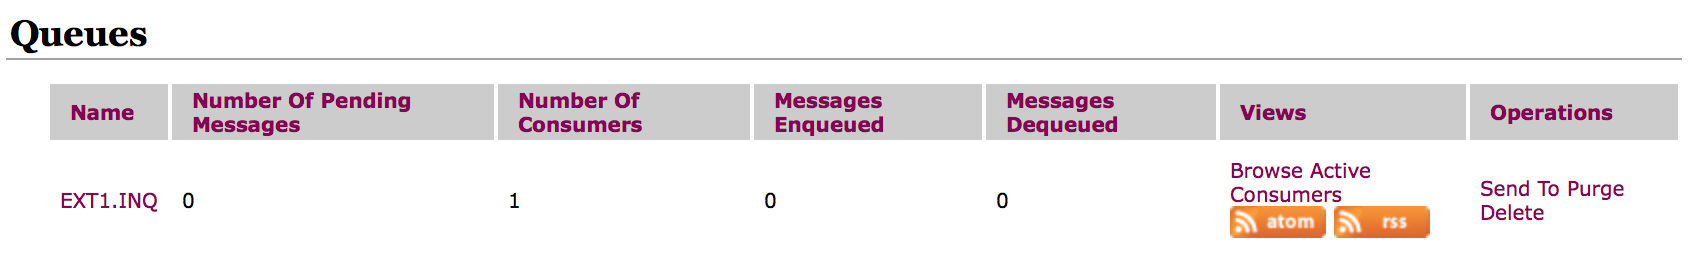 Queues
Name
Number Of Pending
Messages
Number Of
Consumers
Messages
Enqueued
Messages
Dequeued
Views
Operations
EXT1.INQ
0
1
0
0
Browse Active
Consumers
atom
rss
Send To Purge
Delete